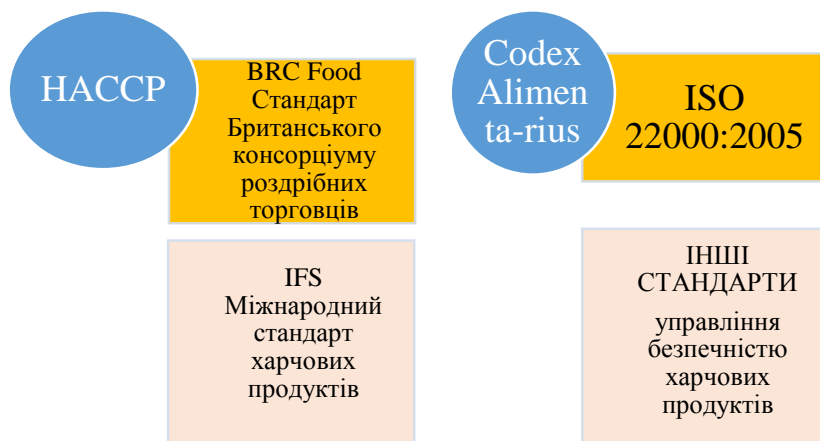 HACCP
BRC Food
Стандарт
Британського
консорціуму
роздрібних
торговців
IFS
Міжнародний
стандарт
харчових
продуктів
Codex
Alimen
ta-rius
ISO
22000:2005
ІНШІ
СТАНДАРТИ
управління
безпечністю
харчових
продуктів